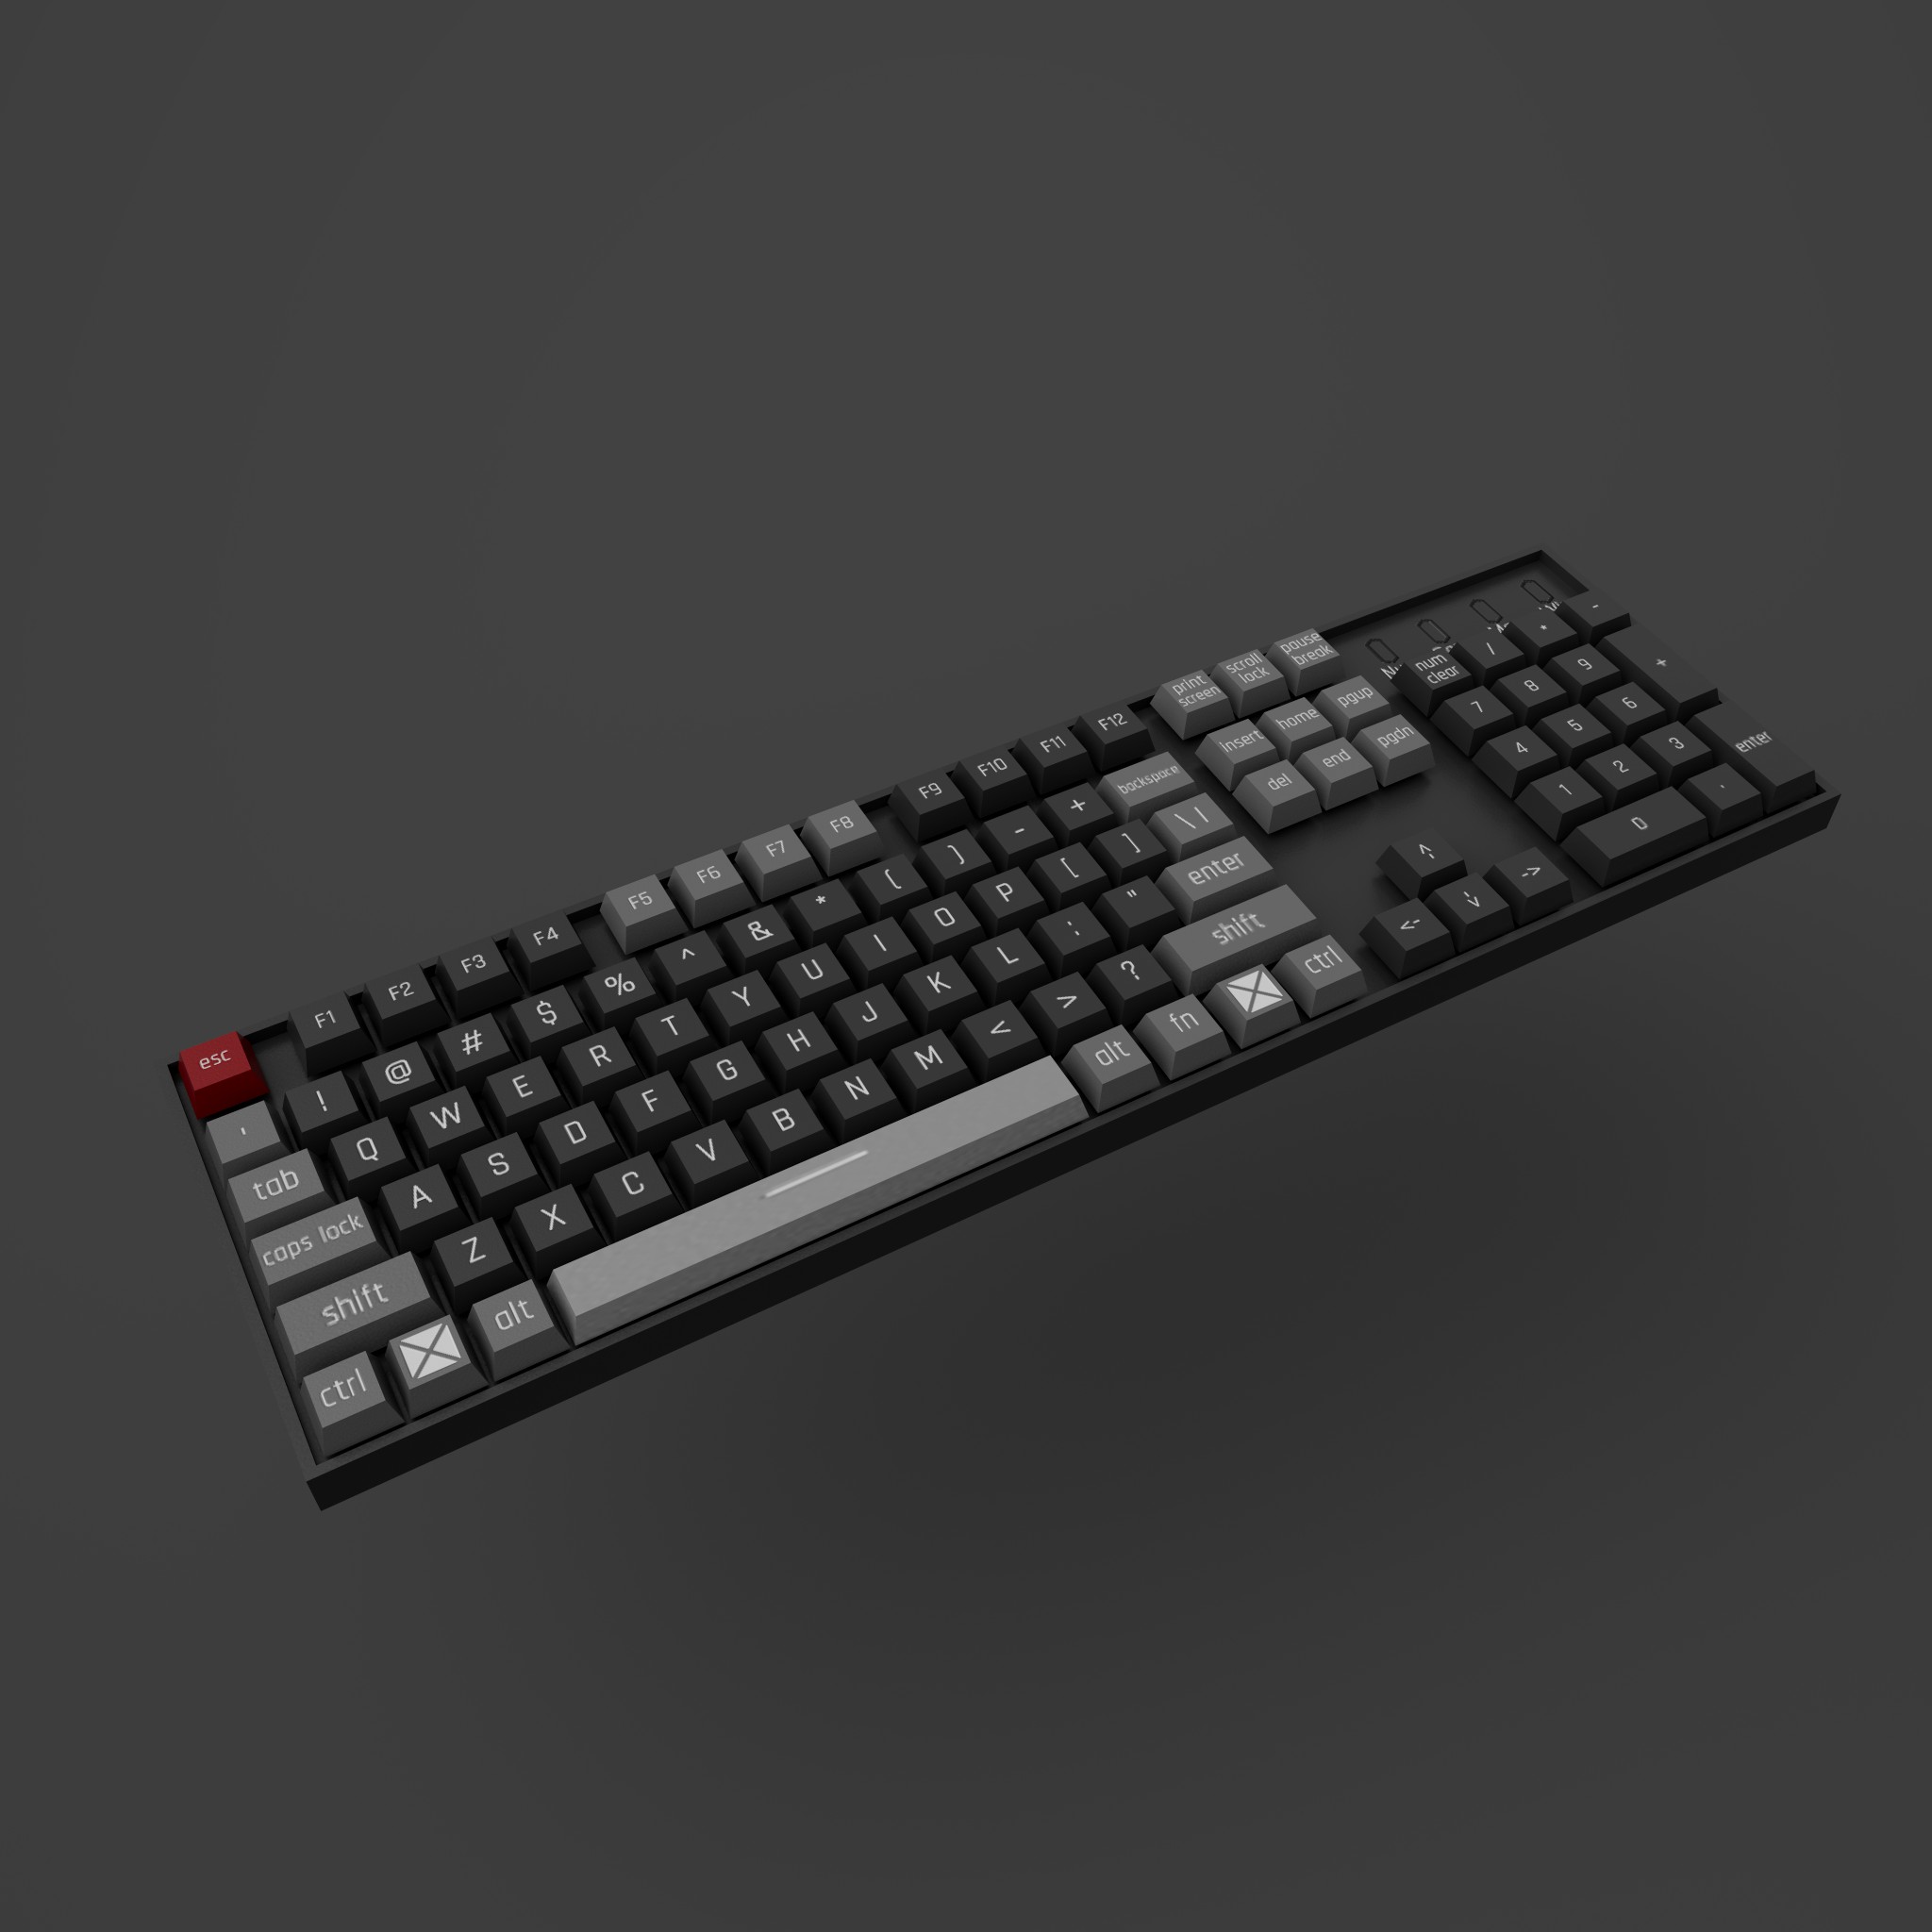 esc F1 F2 F3 F4 F5 F6 F7 F8 F9 F10 F11 F12 print screen scroll lock pause break
' ! @ # $ % ^ & * ( ) - + backspace Insert home pgup num clear / * -
tab Q W E R T Y U I O P [ ] \ | del end pgdn 7 8 9 +
caps lock A S D F G H J K L : " enter 4 5 6
shift Z X C V B N M < > ? shift ^ 1 2 3 enter
ctrl alt alt fn ctrl <- -> 0 .